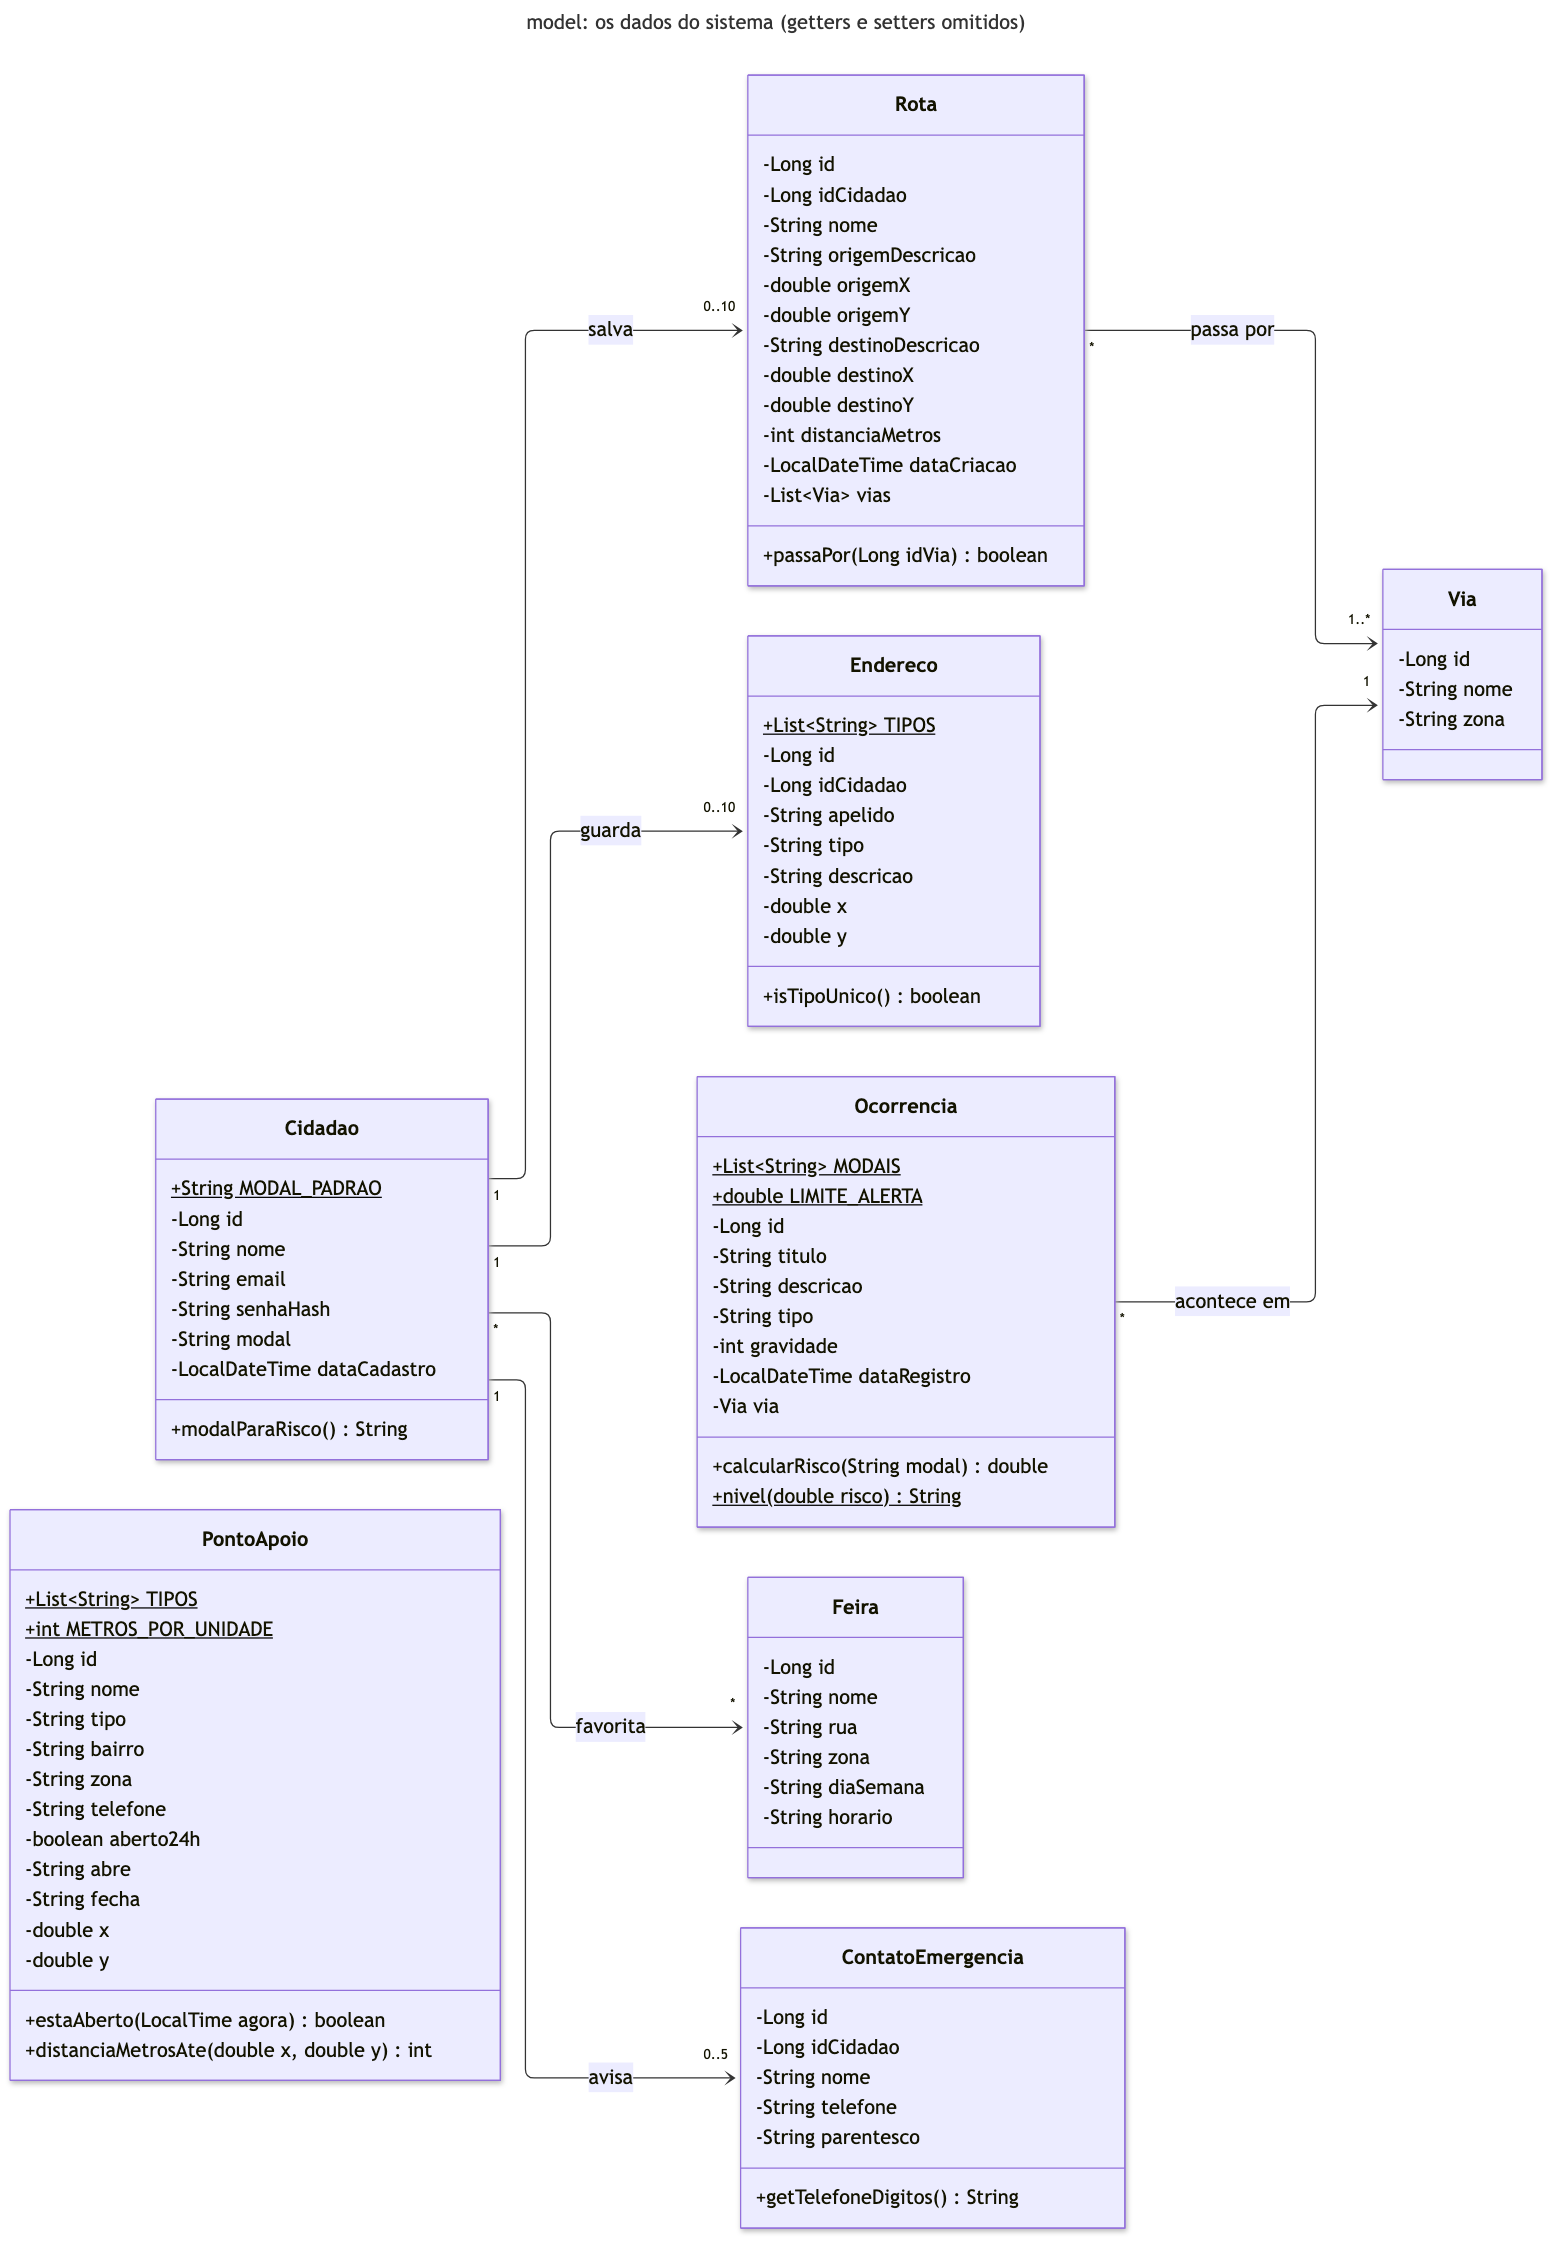 model: os dados do sistema (getters e setters omitidos)
Rota
-Long id
-Long idCidadao
-String nome
-String origemDescricao
-double origemX
-double origemY
-String destinoDescricao
-double destinoX
-double destinoY
-int distanciaMetros
-LocalDateTime dataCriacao
-List<Via> vias
+passaPor(Long idVia) : boolean
salva
0..10
*
passa por
1..*
Via
-Long id
-String nome
-String zona
1
Endereco
+List<String> TIPOS
-Long id
-Long idCidadao
-String apelido
-String tipo
-String descricao
-double x
-double y
+isTipoUnico() : boolean
guarda
0..10
Cidadao
+String MODAL_PADRAO
-Long id
-String nome
-String email
-String senhaHash
-String modal
-LocalDateTime dataCadastro
+modalParaRisco() : String
1
1
*
1
Ocorrencia
+List<String> MODAIS
+double LIMITE_ALERTA
-Long id
-String titulo
-String descricao
-String tipo
-int gravidade
-LocalDateTime dataRegistro
-Via via
+calcularRisco(String modal) : double
+nivel(double risco) : String
*
acontece em
PontoApoio
+List<String> TIPOS
+int METROS_POR_UNIDADE
-Long id
-String nome
-String tipo
-String bairro
-String zona
-String telefone
-boolean aberto24h
-String abre
-String fecha
-double x
-double y
+estaAberto(LocalTime agora) : boolean
+distanciaMetrosAte(double x, double y) : int
favorita
*
Feira
-Long id
-String nome
-String rua
-String zona
-String diaSemana
-String horario
avisa
0..5
ContatoEmergencia
-Long id
-Long idCidadao
-String nome
-String telefone
-String parentesco
+getTelefoneDigitos() : String